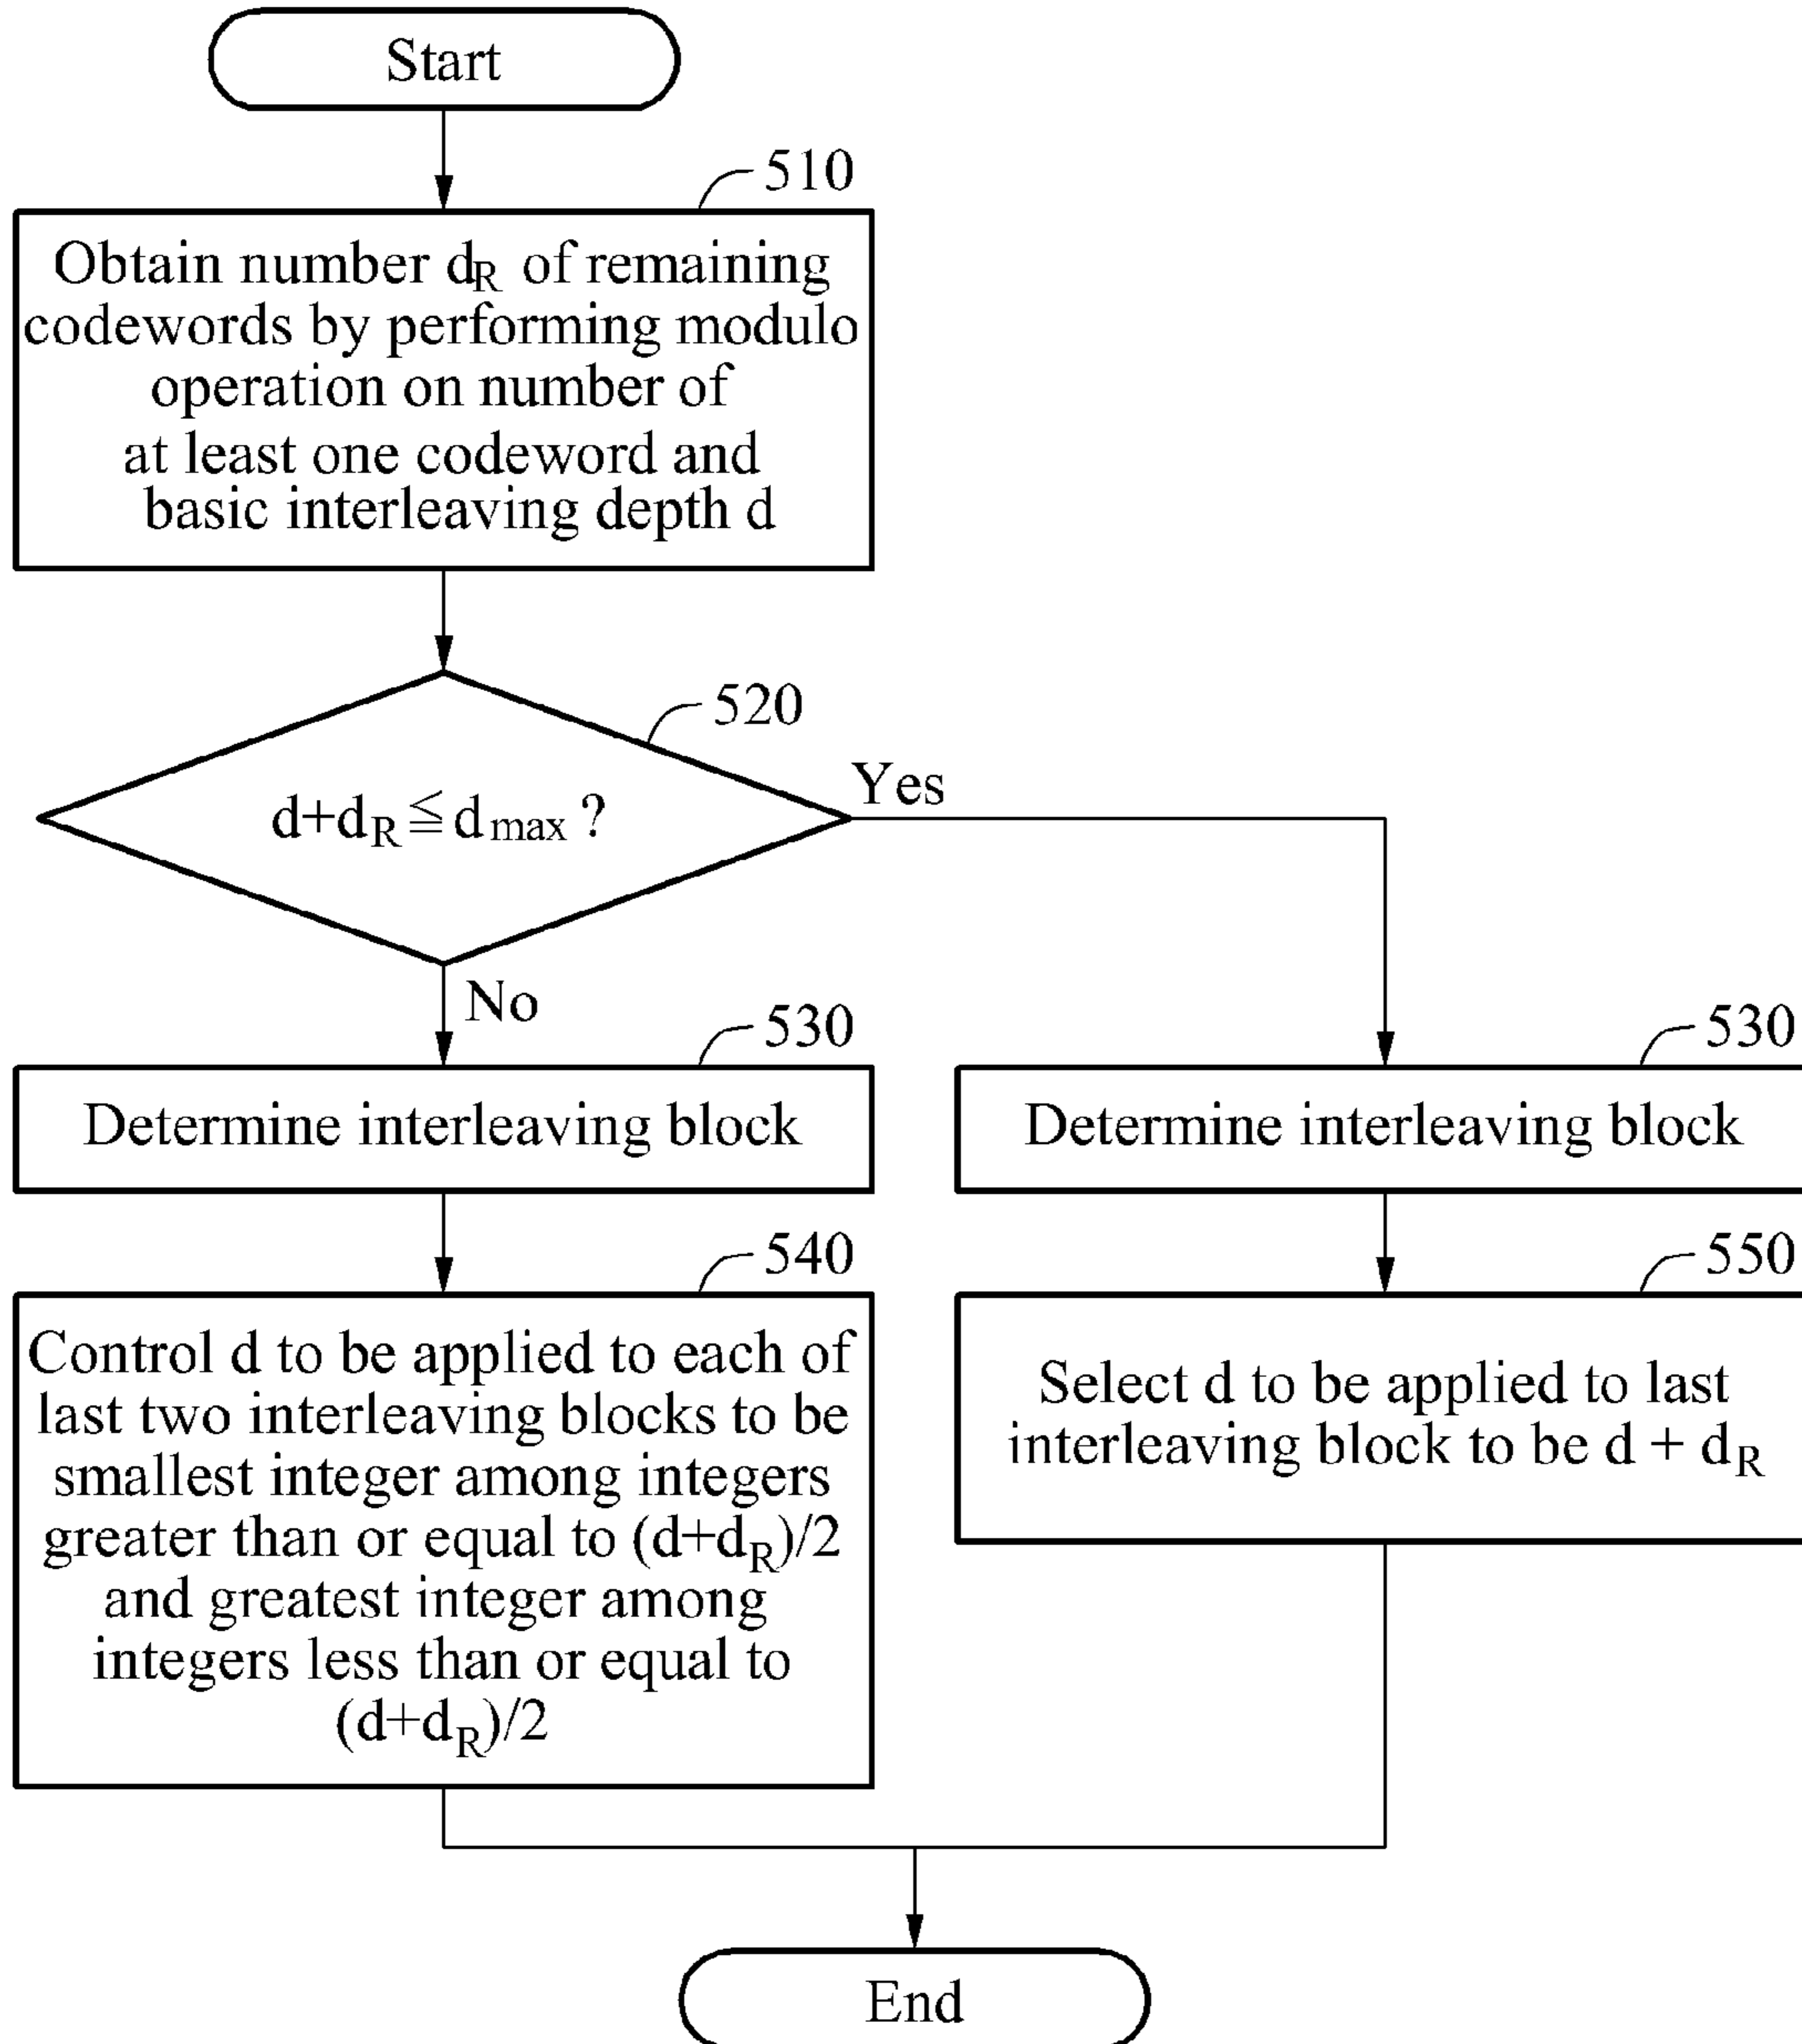 Start
510
Obtain number dR of remaining
codewords by performing modulo
operation on number of
at least one codeword and
basic interleaving depth d
520
d+dR≦dmax ?
Yes
No
530
Determine interleaving block
530
Determine interleaving block
540
Control d to be applied to each of
last two interleaving blocks to be
smallest integer among integers
greater than or equal to (d+dR)/2
and greatest integer among
integers less than or equal to
(d+dR)/2
550
Select d to be applied to last
interleaving block to be d + dR
End